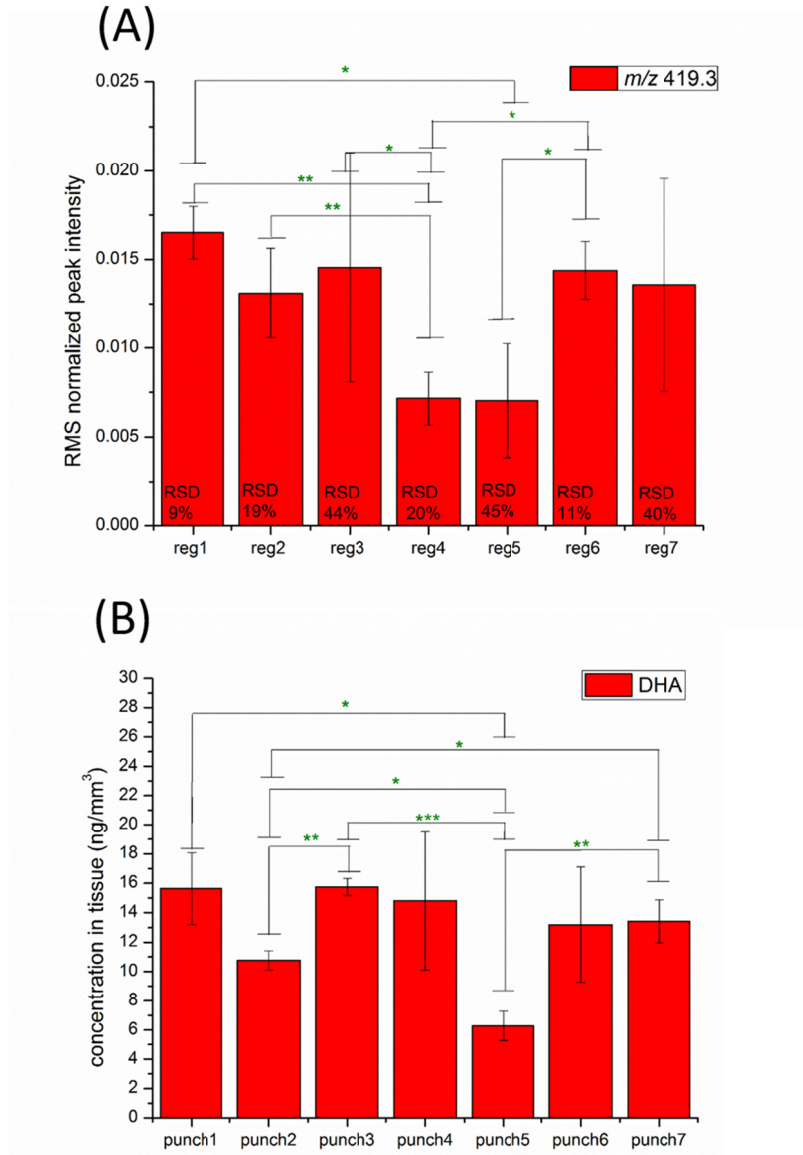 (A)
m/z 419.3
RMS normalized peak intensity
0.025
0.020
0.015
0.010
0.005
0.000
*
*
*
*
**
**
RSD 9%
RSD 19%
RSD 44%
RSD 20%
RSD 45%
RSD 11%
RSD 40%
reg1 reg2 reg3 reg4 reg5 reg6 reg7
(B)
DHA
concentration in tissue (ng/mm³)
30
28
26
24
22
20
18
16
14
12
10
8
6
4
2
0
*
*
*
***
**
**
punch1 punch2 punch3 punch4 punch5 punch6 punch7